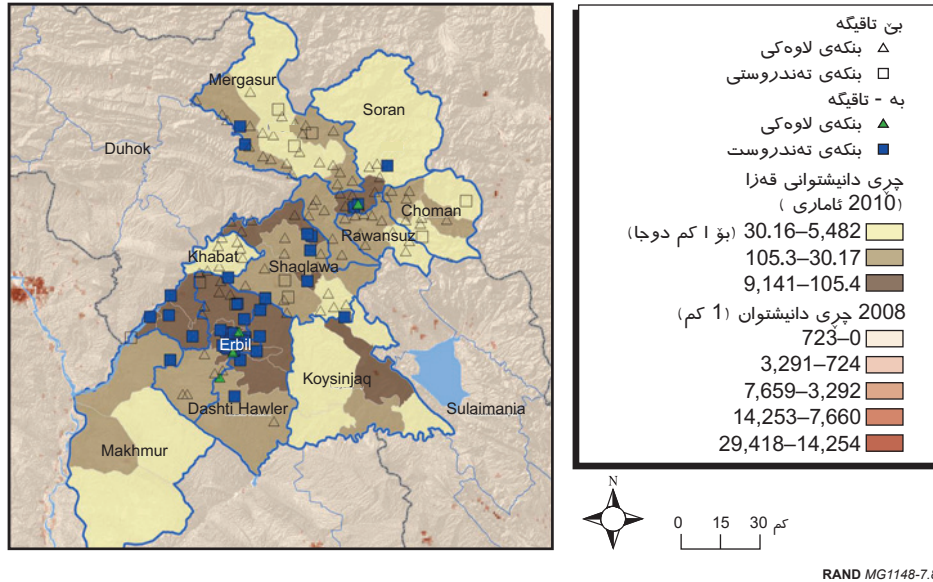 Mergasur
Soran
Duhok
Choman
Rawansuz
Khabat
Shaqlawa
Erbil
Koysinjaq
Dashti Hawler
Sulaimania
Makhmur
بێ تاقیگە
بنکەی لاوەکی
بنکەی تەندروستی
بە - تاقیگە
بنکەی لاوەکی
بنکەی تەندروست
چڕی دانیشتوانی قەزا
(2010 ئاماری )
30.16–5,482 (بۆ ا کم دوجا)
105.3–30.17
9,141–105.4
2008 چڕی دانیشتوان (1 کم)
723–0
3,291–724
7,659–3,292
14,253–7,660
29,418–14,254
N
0 15 30 کم
RAND MG1148-7.8